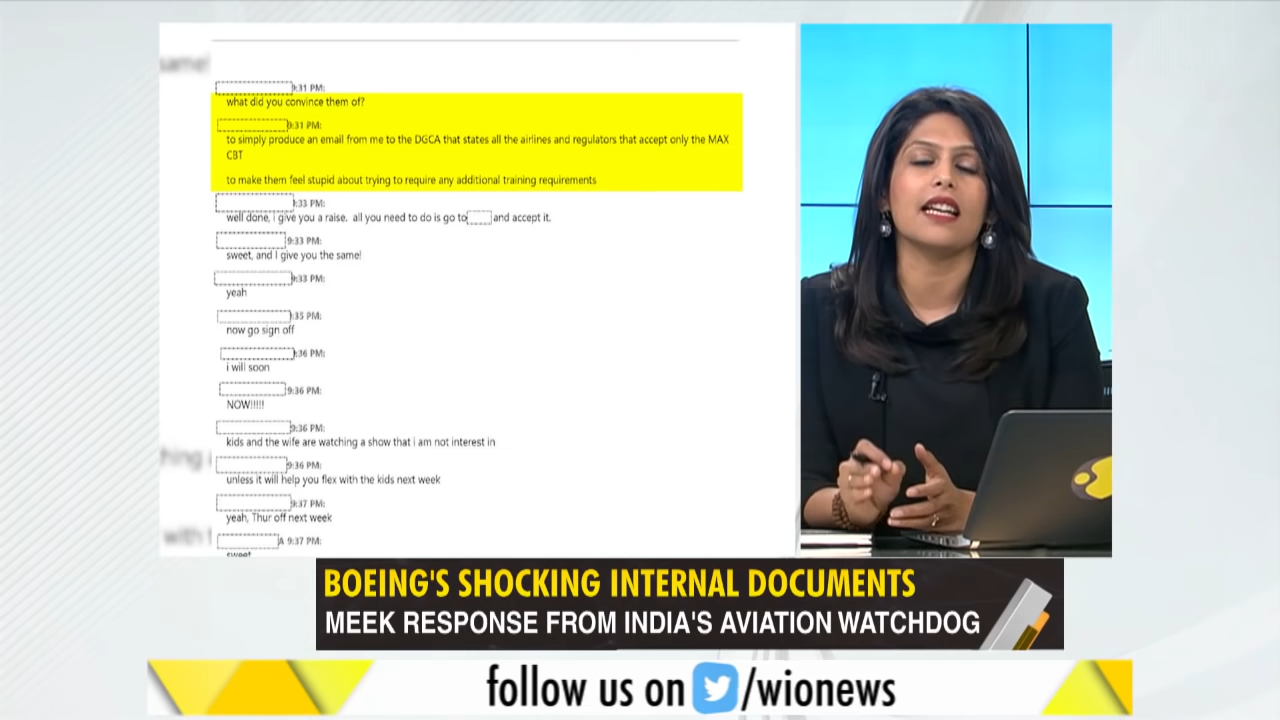 same!
9:31 PM:
what did you convince them of?
9:31 PM:
to simply produce an email from me to the DGCA that states all the airlines and regulators that accept only the MAX
CBT
to make them feel stupid about trying to require any additional training requirements
9:33 PM:
well done, i give you a raise. all you need to do is go to and accept it.
9:33 PM:
sweet, and I give you the same!
9:33 PM:
yeah
9:35 PM:
now go sign off
9:36 PM:
i will soon
9:36 PM:
NOW!!!!!
9:36 PM:
kids and the wife are watching a show that i am not interest in
9:36 PM:
unless it will help you flex with the kids next week
9:37 PM:
yeah, Thur off next week
A 9:37 PM:
sweet
with
BOEING'S SHOCKING INTERNAL DOCUMENTS
MEEK RESPONSE FROM INDIA'S AVIATION WATCHDOG
follow us on /wionews